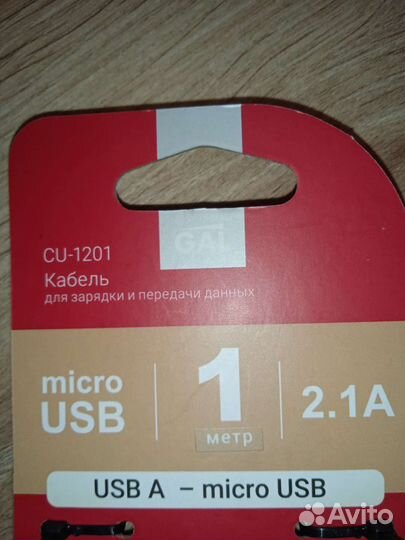 GAL
CU-1201
Кабель
для зарядки и передачи данных
micro
USB
1
метр
2.1A
USB A – micro USB
Avito